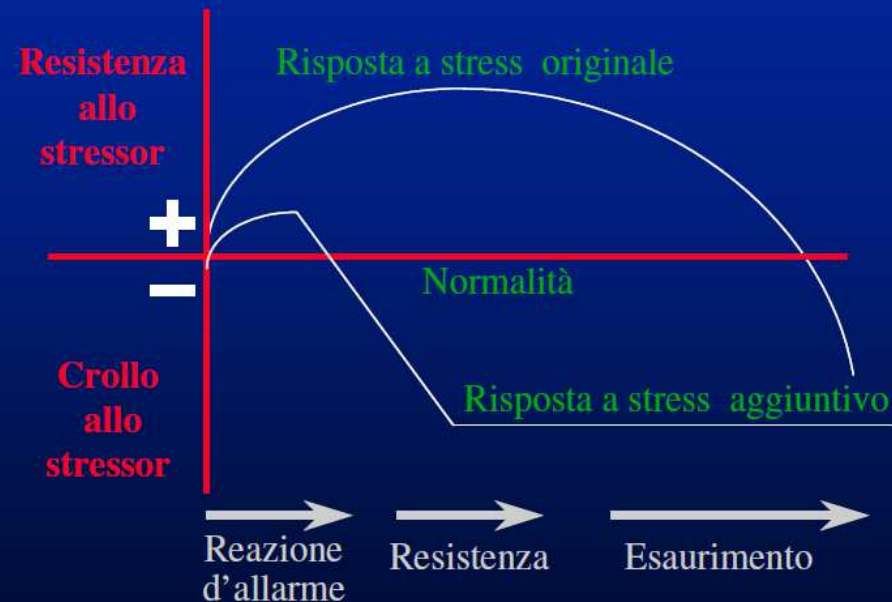 Resistenza
allo
stressor
Risposta a stress originale
+
Normalità
−
Crollo
allo
stressor
Risposta a stress aggiuntivo
Reazione
d'allarme
Resistenza
Esaurimento